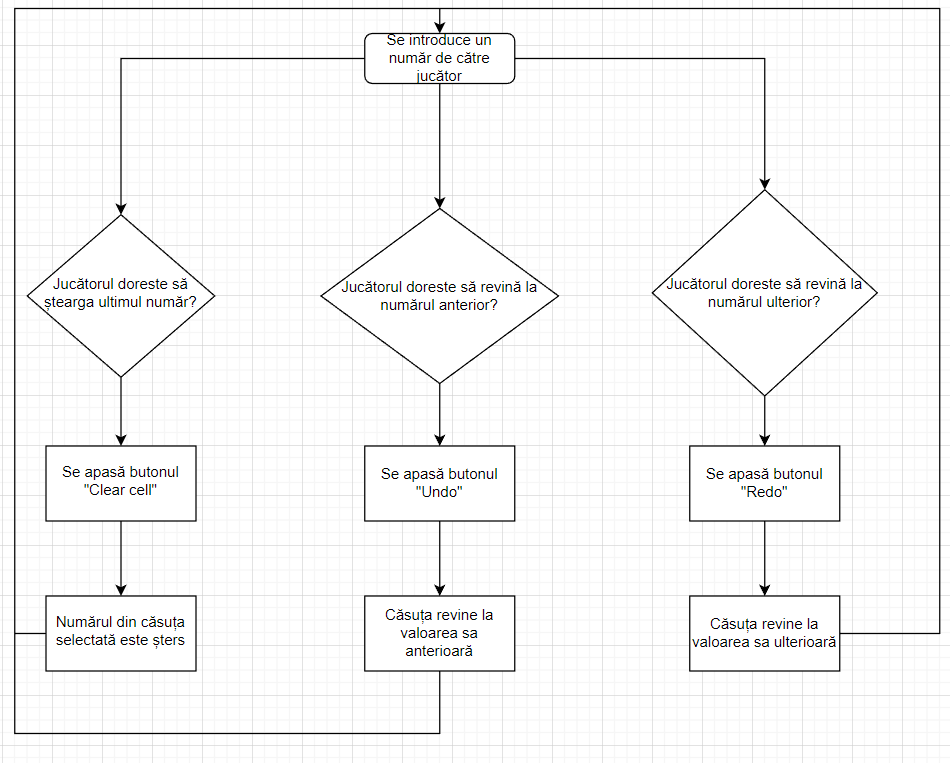 Se introduce un
număr de către
jucător
Jucătorul doreste să
ștearga ultimul număr?
Jucătorul doreste să revină la
numărul anterior?
Jucătorul doreste să revină la
numărul ulterior?
Se apasă butonul
"Clear cell"
Se apasă butonul
"Undo"
Se apasă butonul
"Redo"
Numărul din căsuța
selectată este șters
Căsuța revine la
valoarea sa
anterioară
Căsuța revine la
valoarea sa ulterioară